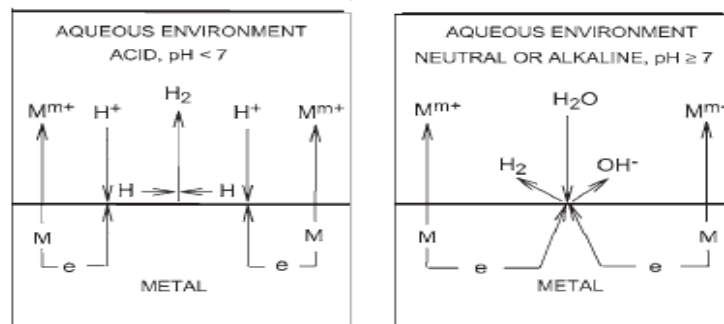 AQUEOUS ENVIRONMENT
ACID, pH < 7
H2
Mm+ H+ H+ Mm+
H H
M M
e e
METAL
AQUEOUS ENVIRONMENT
NEUTRAL OR ALKALINE, pH ≥ 7
H2O
Mm+ Mm+
H2 OH-
M M
e e
METAL